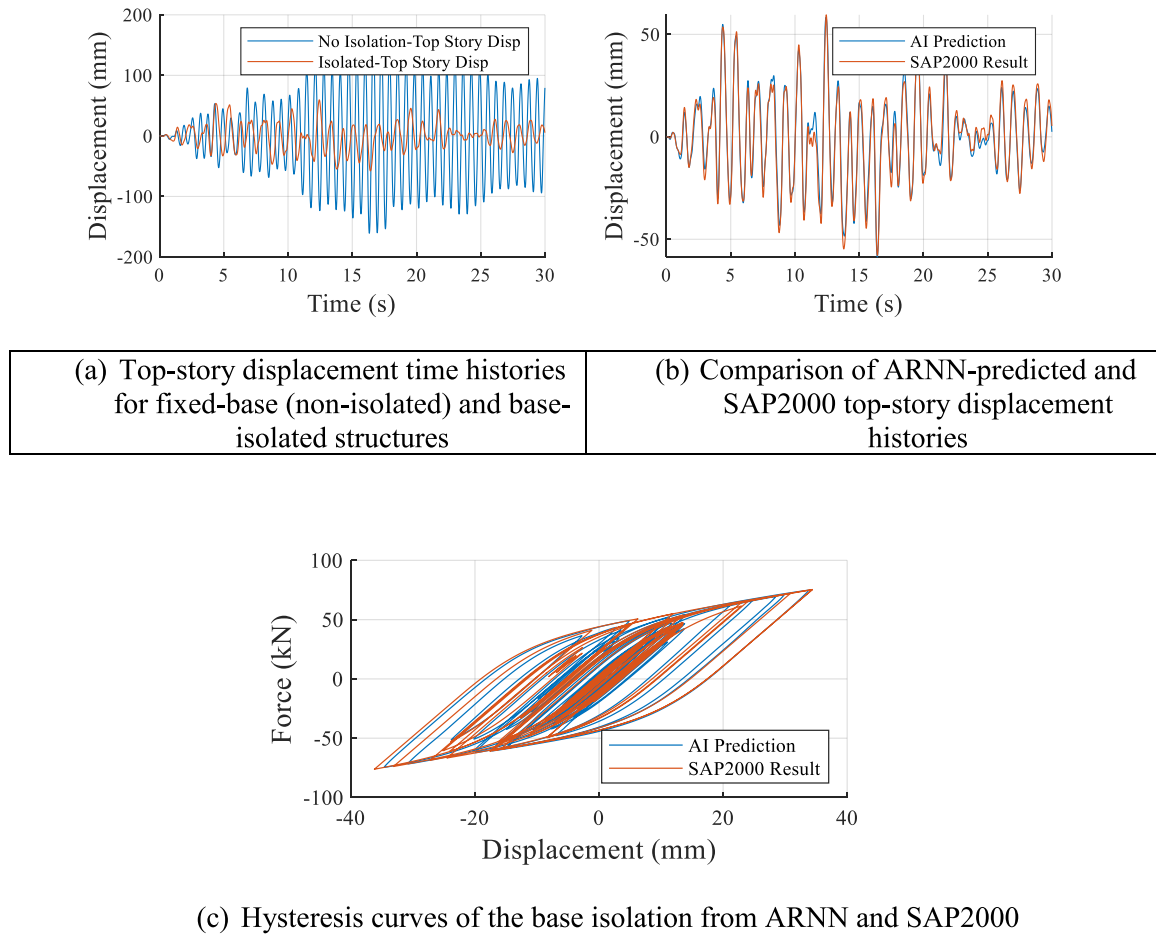 200
100
0
-100
-200
Displacement (mm)
No Isolation-Top Story Disp
Isolated-Top Story Disp
0 5 10 15 20 25 30
Time (s)
50
0
-50
Displacement (mm)
AI Prediction
SAP2000 Result
0 5 10 15 20 25 30
Time (s)
(a) Top-story displacement time histories
for fixed-base (non-isolated) and base-
isolated structures
(b) Comparison of ARNN-predicted and
SAP2000 top-story displacement
histories
100
50
0
-50
-100
Force (kN)
AI Prediction
SAP2000 Result
-40 -20 0 20 40
Displacement (mm)
(c) Hysteresis curves of the base isolation from ARNN and SAP2000